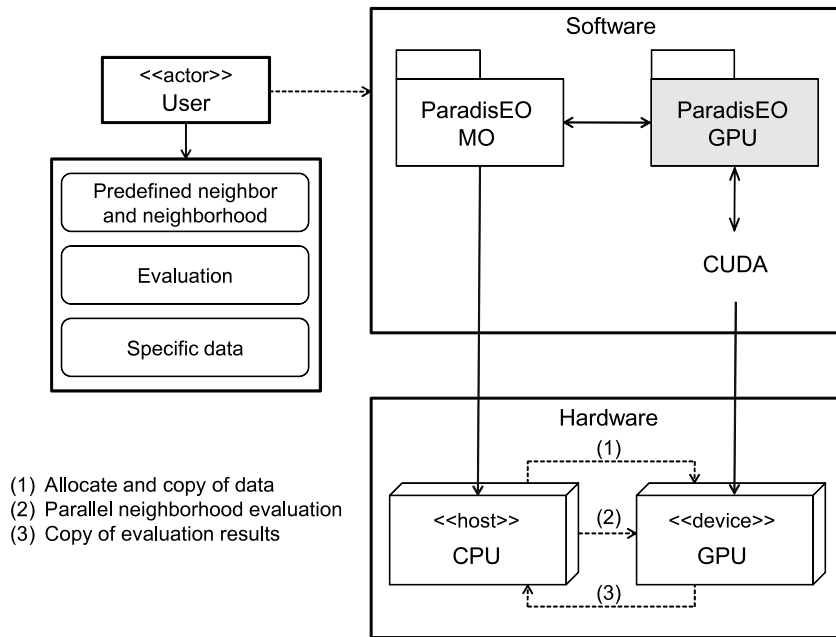 Software
<<actor>>
User
ParadisEO
MO
ParadisEO
GPU
Predefined neighbor
and neighborhood
Evaluation
Specific data
CUDA
Hardware
(1)
(1) Allocate and copy of data
(2) Parallel neighborhood evaluation
(3) Copy of evaluation results
<<host>>
CPU
(2)
<<device>>
GPU
(3)